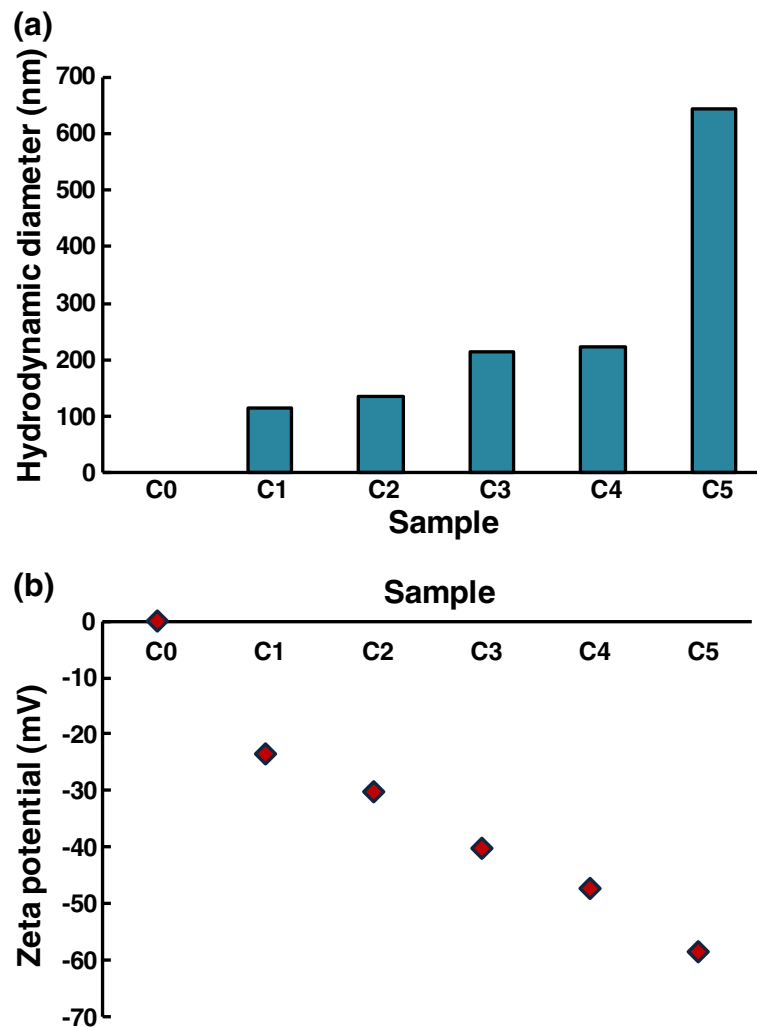 (a)
Hydrodynamic diameter (nm)
700
600
500
400
300
200
100
0
C0 C1 C2 C3 C4 C5
Sample
(b)
Sample
Zeta potential (mV)
0
C0 C1 C2 C3 C4 C5
-10
-20
-30
-40
-50
-60
-70